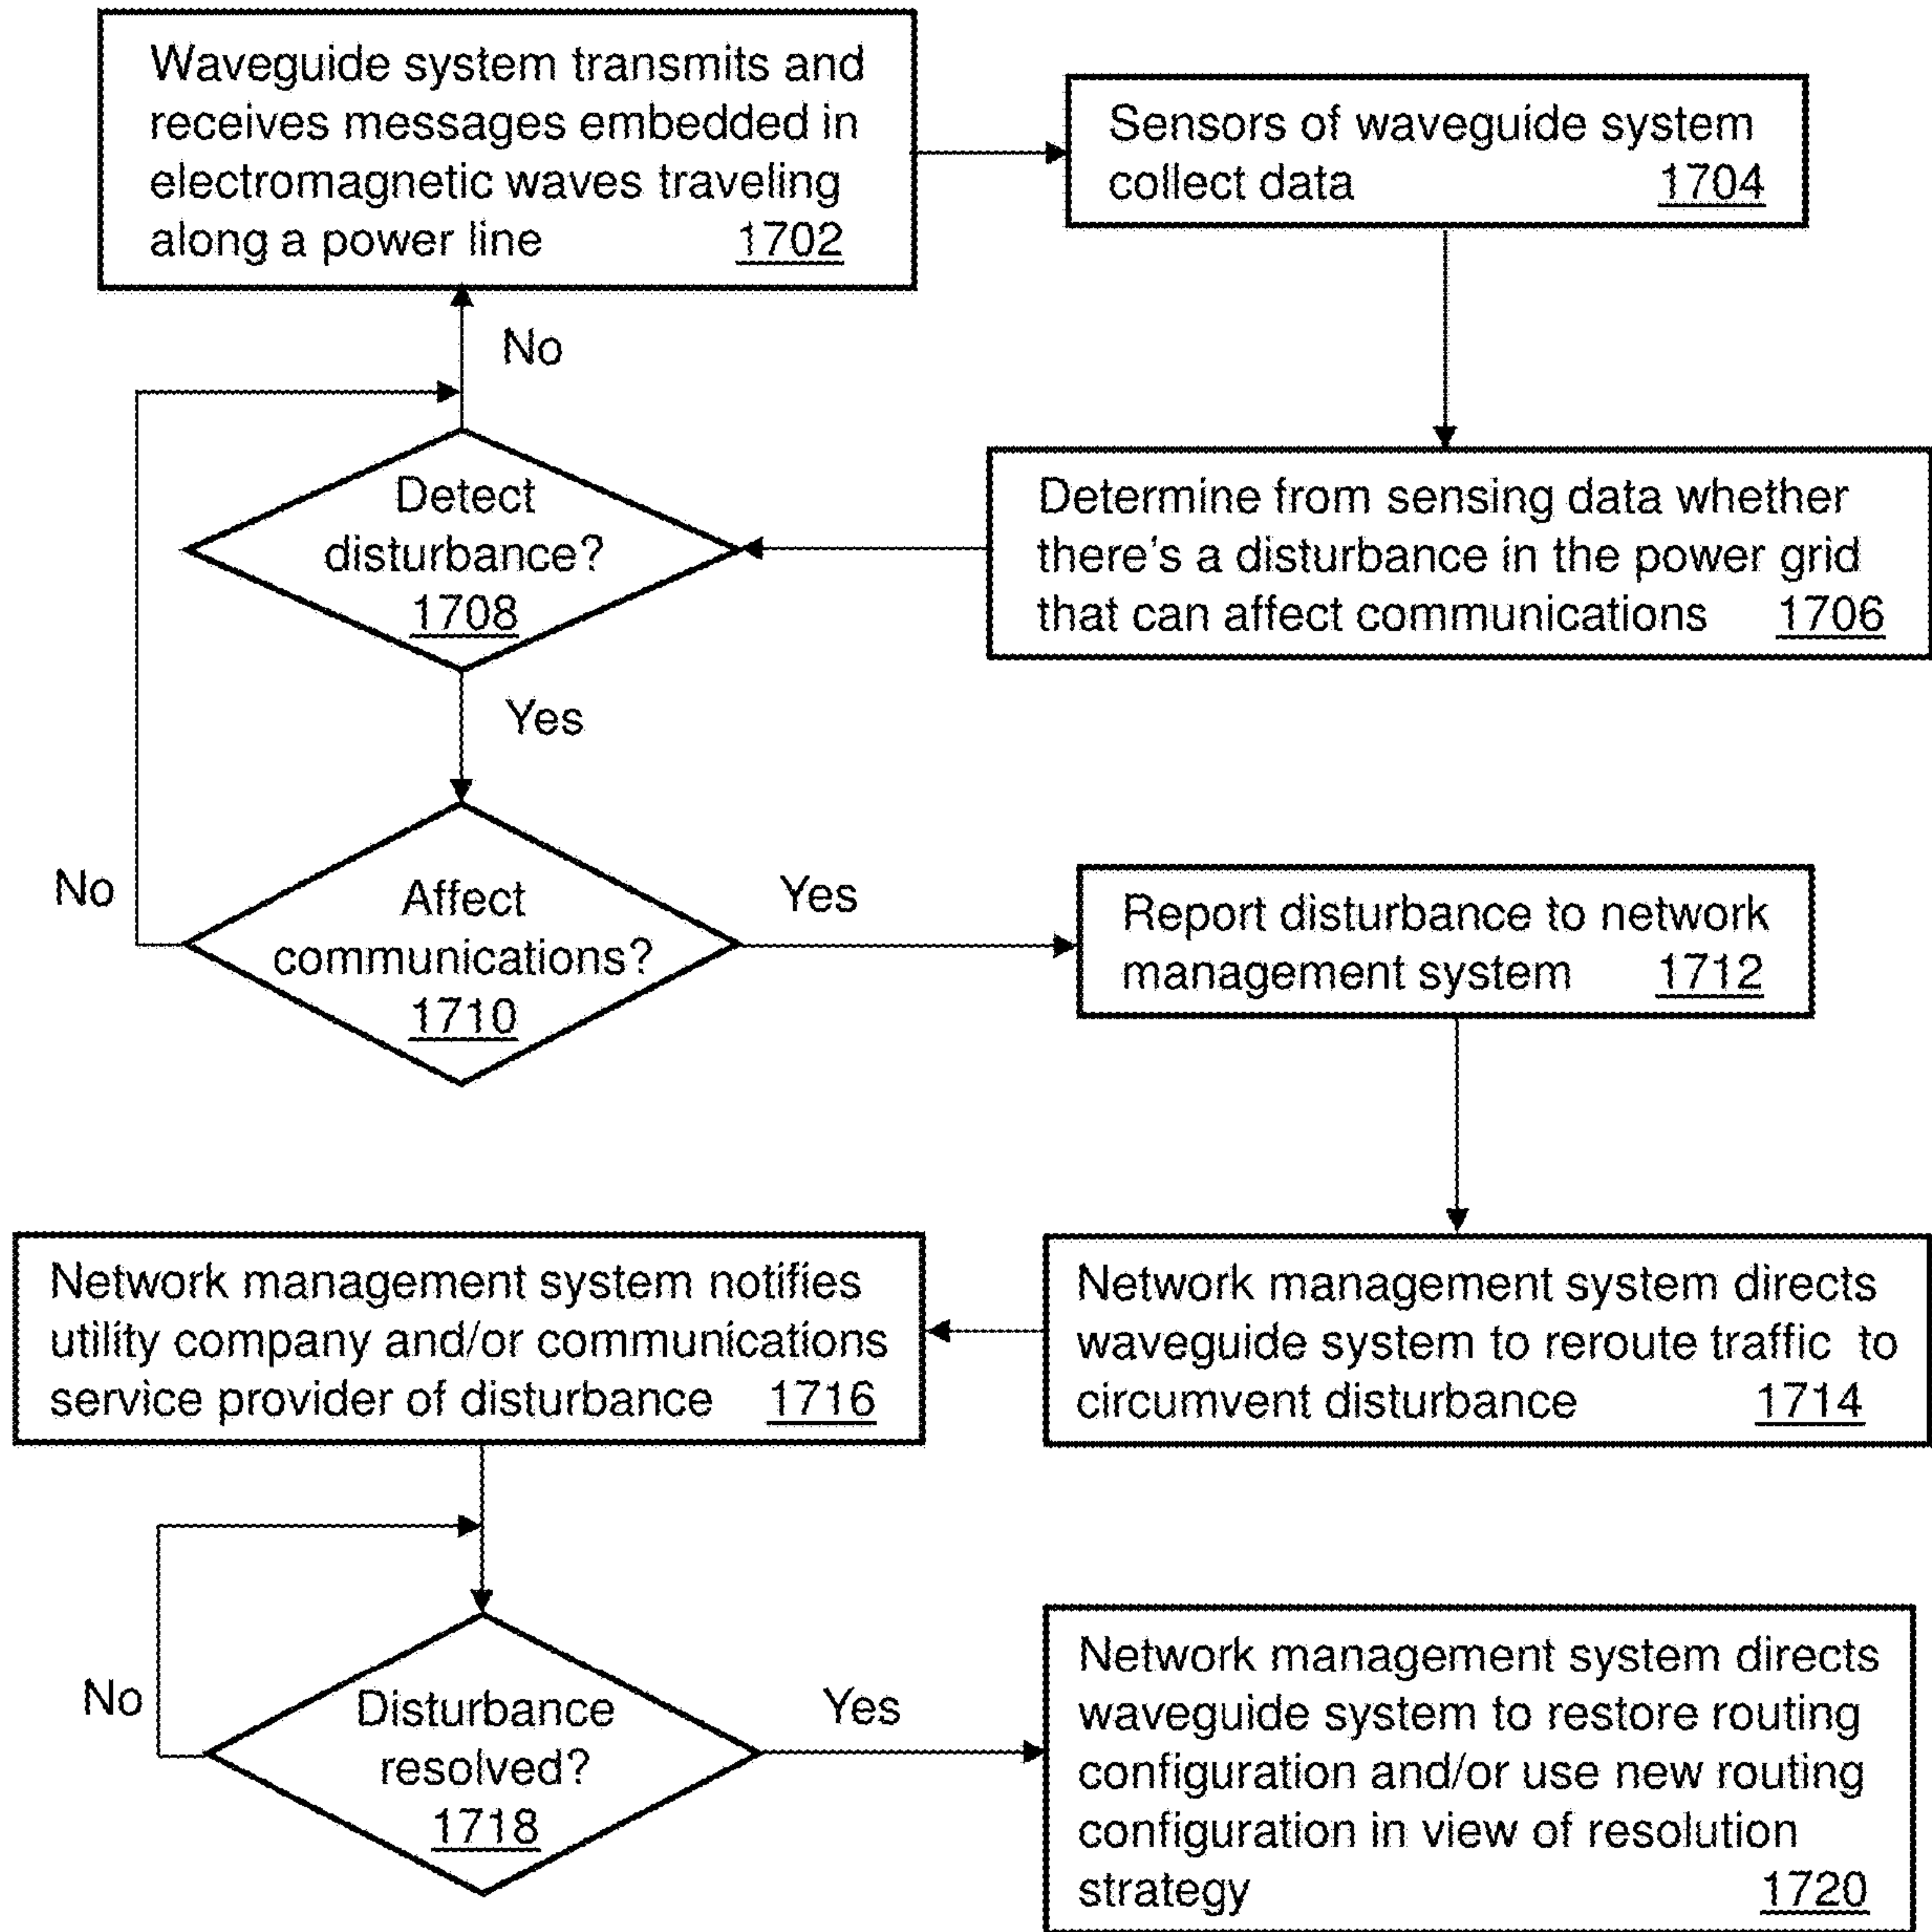 Waveguide system transmits and
receives messages embedded in
electromagnetic waves traveling
along a power line 1702
Sensors of waveguide system
collect data 1704
No
Detect
disturbance?
1708
Determine from sensing data whether
there's a disturbance in the power grid
that can affect communications 1706
Yes
No
Affect
communications?
1710
Yes
Report disturbance to network
management system 1712
Network management system notifies
utility company and/or communications
service provider of disturbance 1716
Network management system directs
waveguide system to reroute traffic to
circumvent disturbance 1714
No
Disturbance
resolved?
1718
Yes
Network management system directs
waveguide system to restore routing
configuration and/or use new routing
configuration in view of resolution
strategy 1720